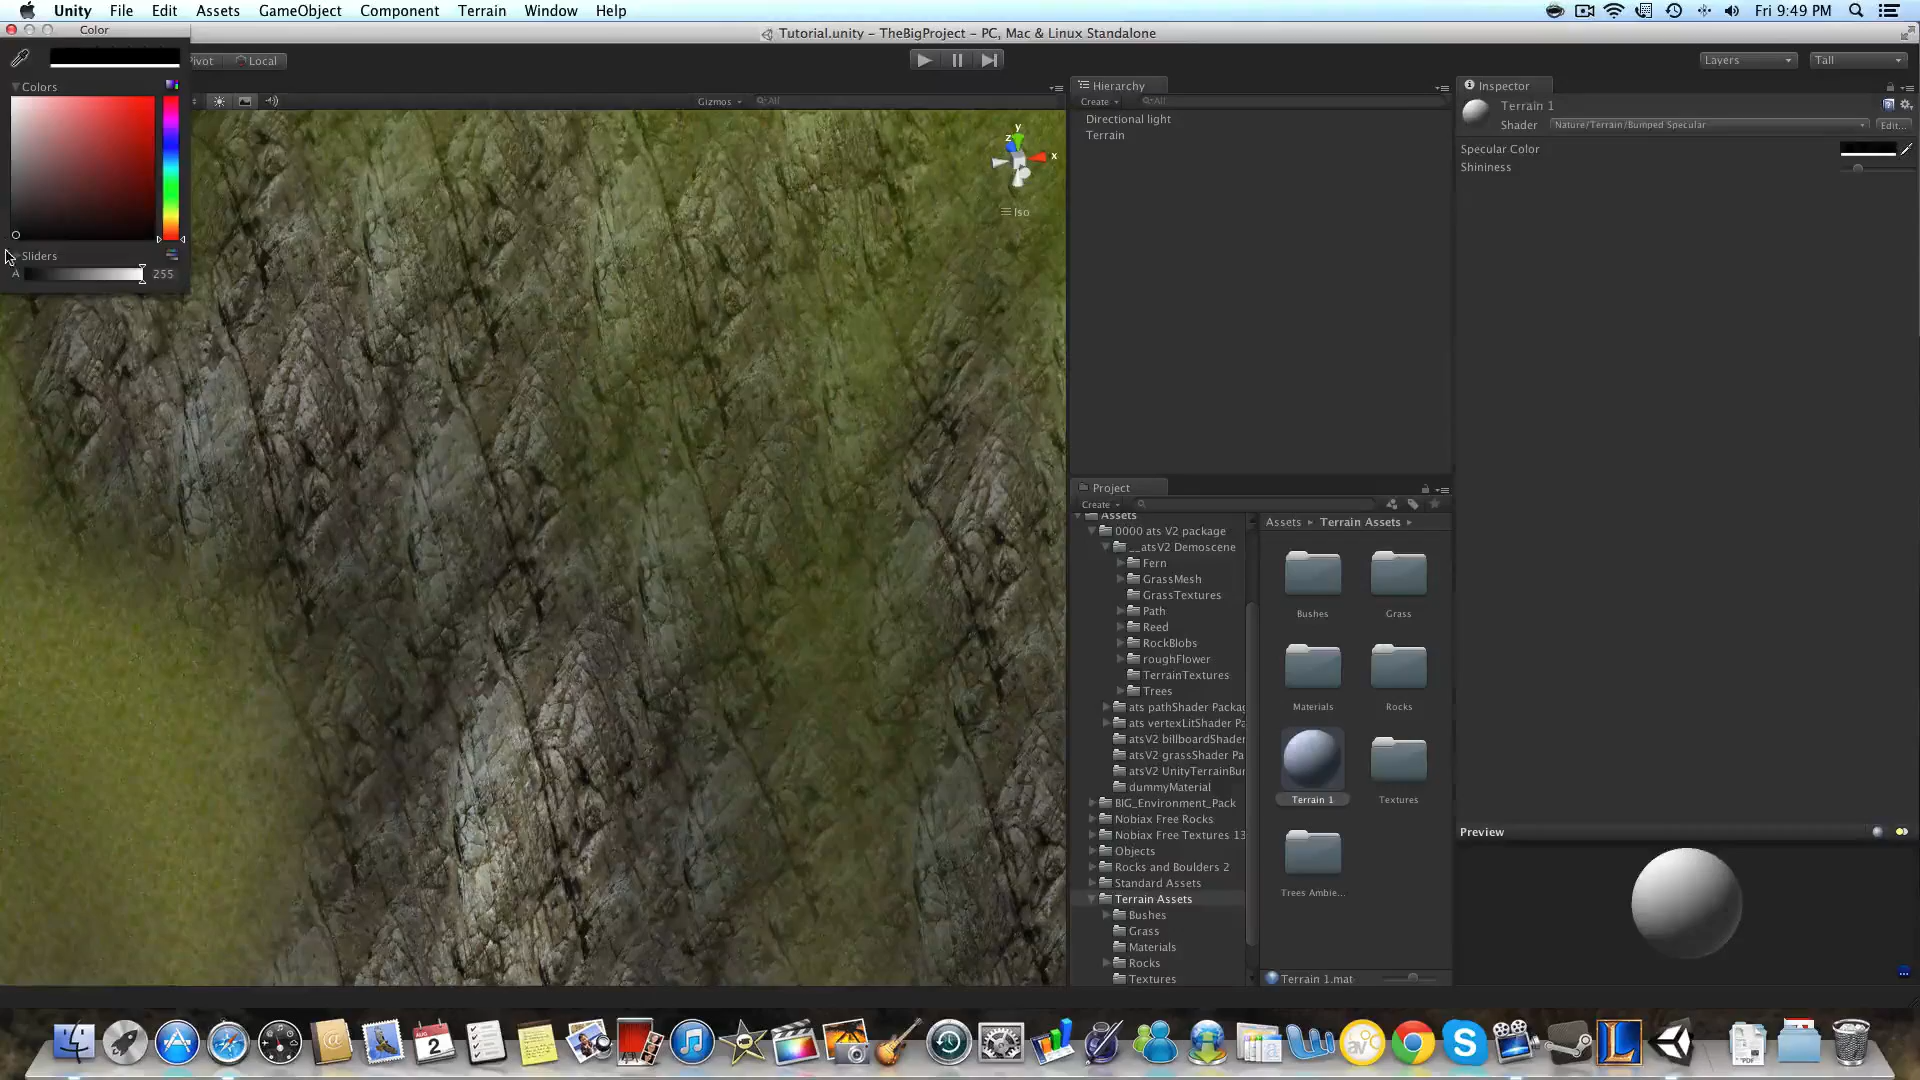 Unity File Edit Assets GameObject Component Terrain Window Help Fri 9:49 PM
Color
Tutorial.unity – TheBigProject – PC, Mac & Linux Standalone
ivot Local Layers Tall
Colors
Sliders
A 255
Gizmos All
y
z
x
Iso
Hierarchy
Create All
Directional light
Terrain
Inspector
Terrain 1
Shader Nature/Terrain/Bumped Specular Edit...
Specular Color
Shininess
Project
Create
Assets
0000 ats V2 package
__atsV2 Demoscene
Fern
GrassMesh
GrassTextures
Path
Reed
RockBlobs
roughFlower
TerrainTextures
Trees
ats pathShader Packag
ats vertexLitShader Pa
atsV2 billboardShader
atsV2 grassShader Pa
atsV2 UnityTerrainBu
dummyMaterial
BIG_Environment_Pack
Nobiax Free Rocks
Nobiax Free Textures 13
Objects
Rocks and Boulders 2
Standard Assets
Terrain Assets
Bushes
Grass
Materials
Rocks
Textures
Assets Terrain Assets
Bushes Grass
Materials Rocks
Terrain 1 Textures
Trees Ambie...
Terrain 1.mat
Preview
AUG
2